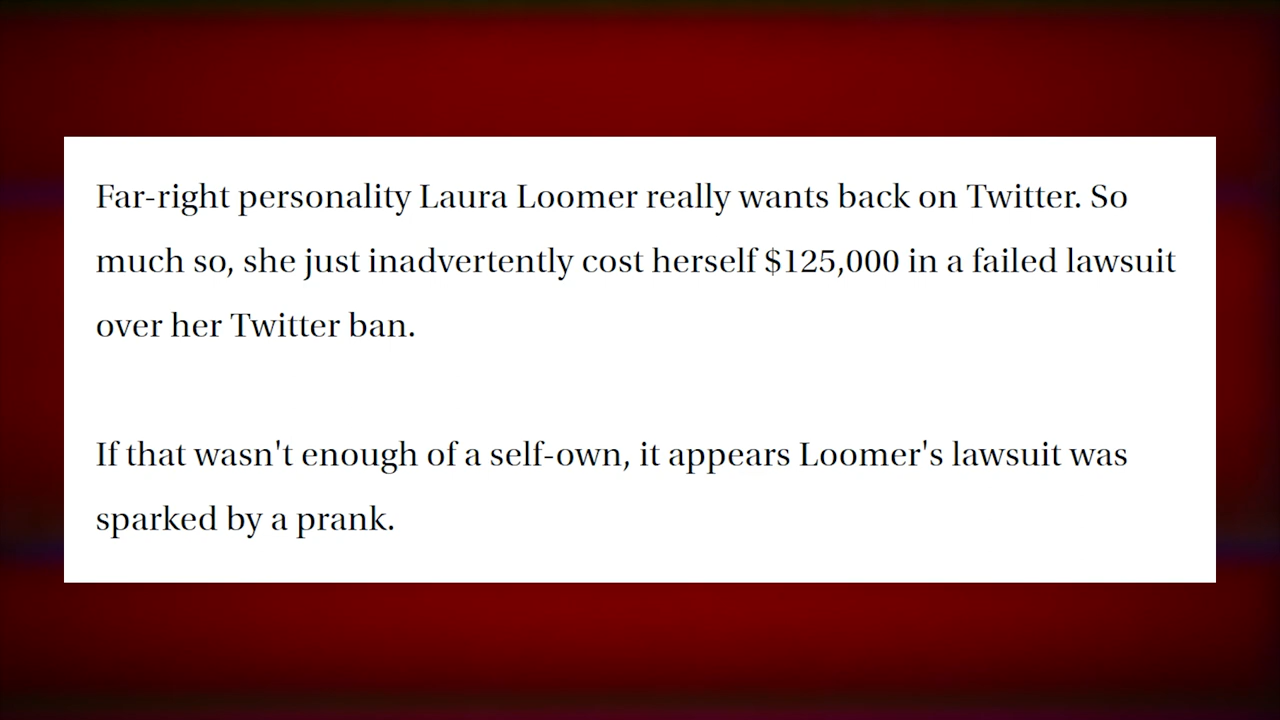 Far-right personality Laura Loomer really wants back on Twitter. So
much so, she just inadvertently cost herself $125,000 in a failed lawsuit
over her Twitter ban.
If that wasn't enough of a self-own, it appears Loomer's lawsuit was
sparked by a prank.